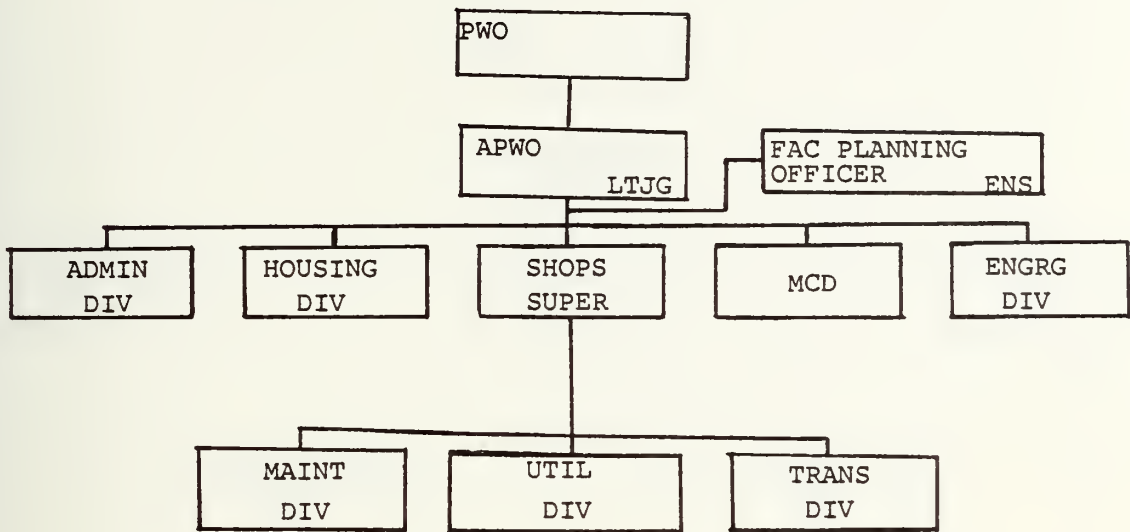 PWO
APWO
LTJG
FAC PLANNING
OFFICER ENS
ADMIN
DIV
HOUSING
DIV
SHOPS
SUPER
MCD
ENGRG
DIV
MAINT
DIV
UTIL
DIV
TRANS
DIV